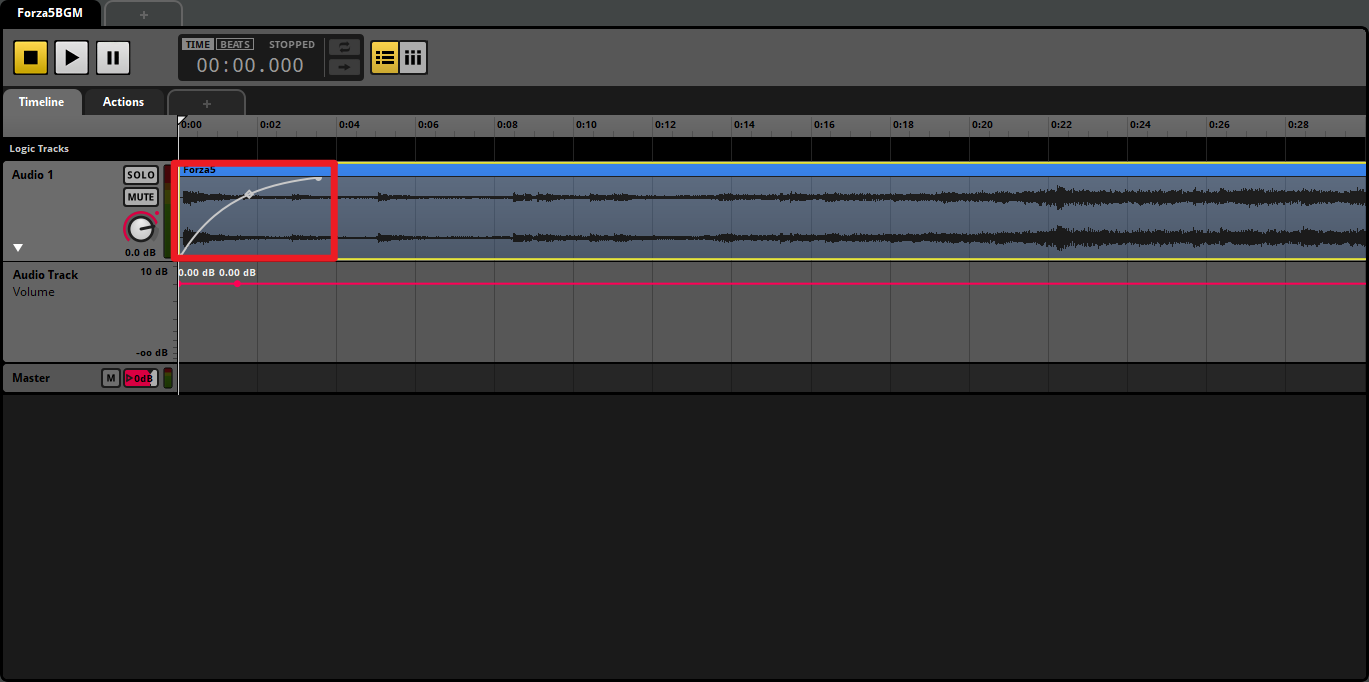 Forza5BGM +
TIME BEATS STOPPED
00:00.000
Timeline Actions +
0:00 0:02 0:04 0:06 0:08 0:10 0:12 0:14 0:16 0:18 0:20 0:22 0:24 0:26 0:28
Logic Tracks
Audio 1 SOLO Forza5
MUTE
0.0 dB
Audio Track 10 dB 0.00 dB 0.00 dB
Volume
-oo dB
Master M 0dB